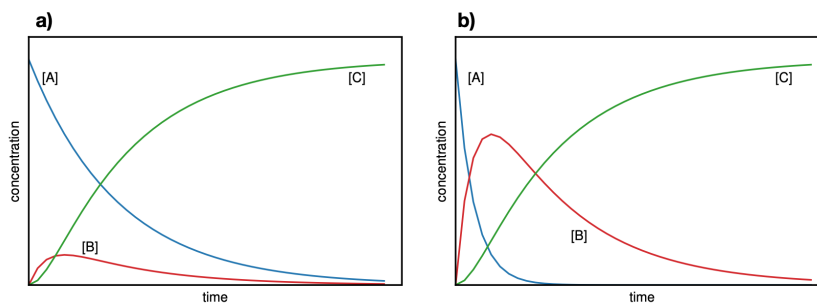 a)
[A]
[C]
[B]
concentration
time
b)
[A]
[C]
[B]
concentration
time